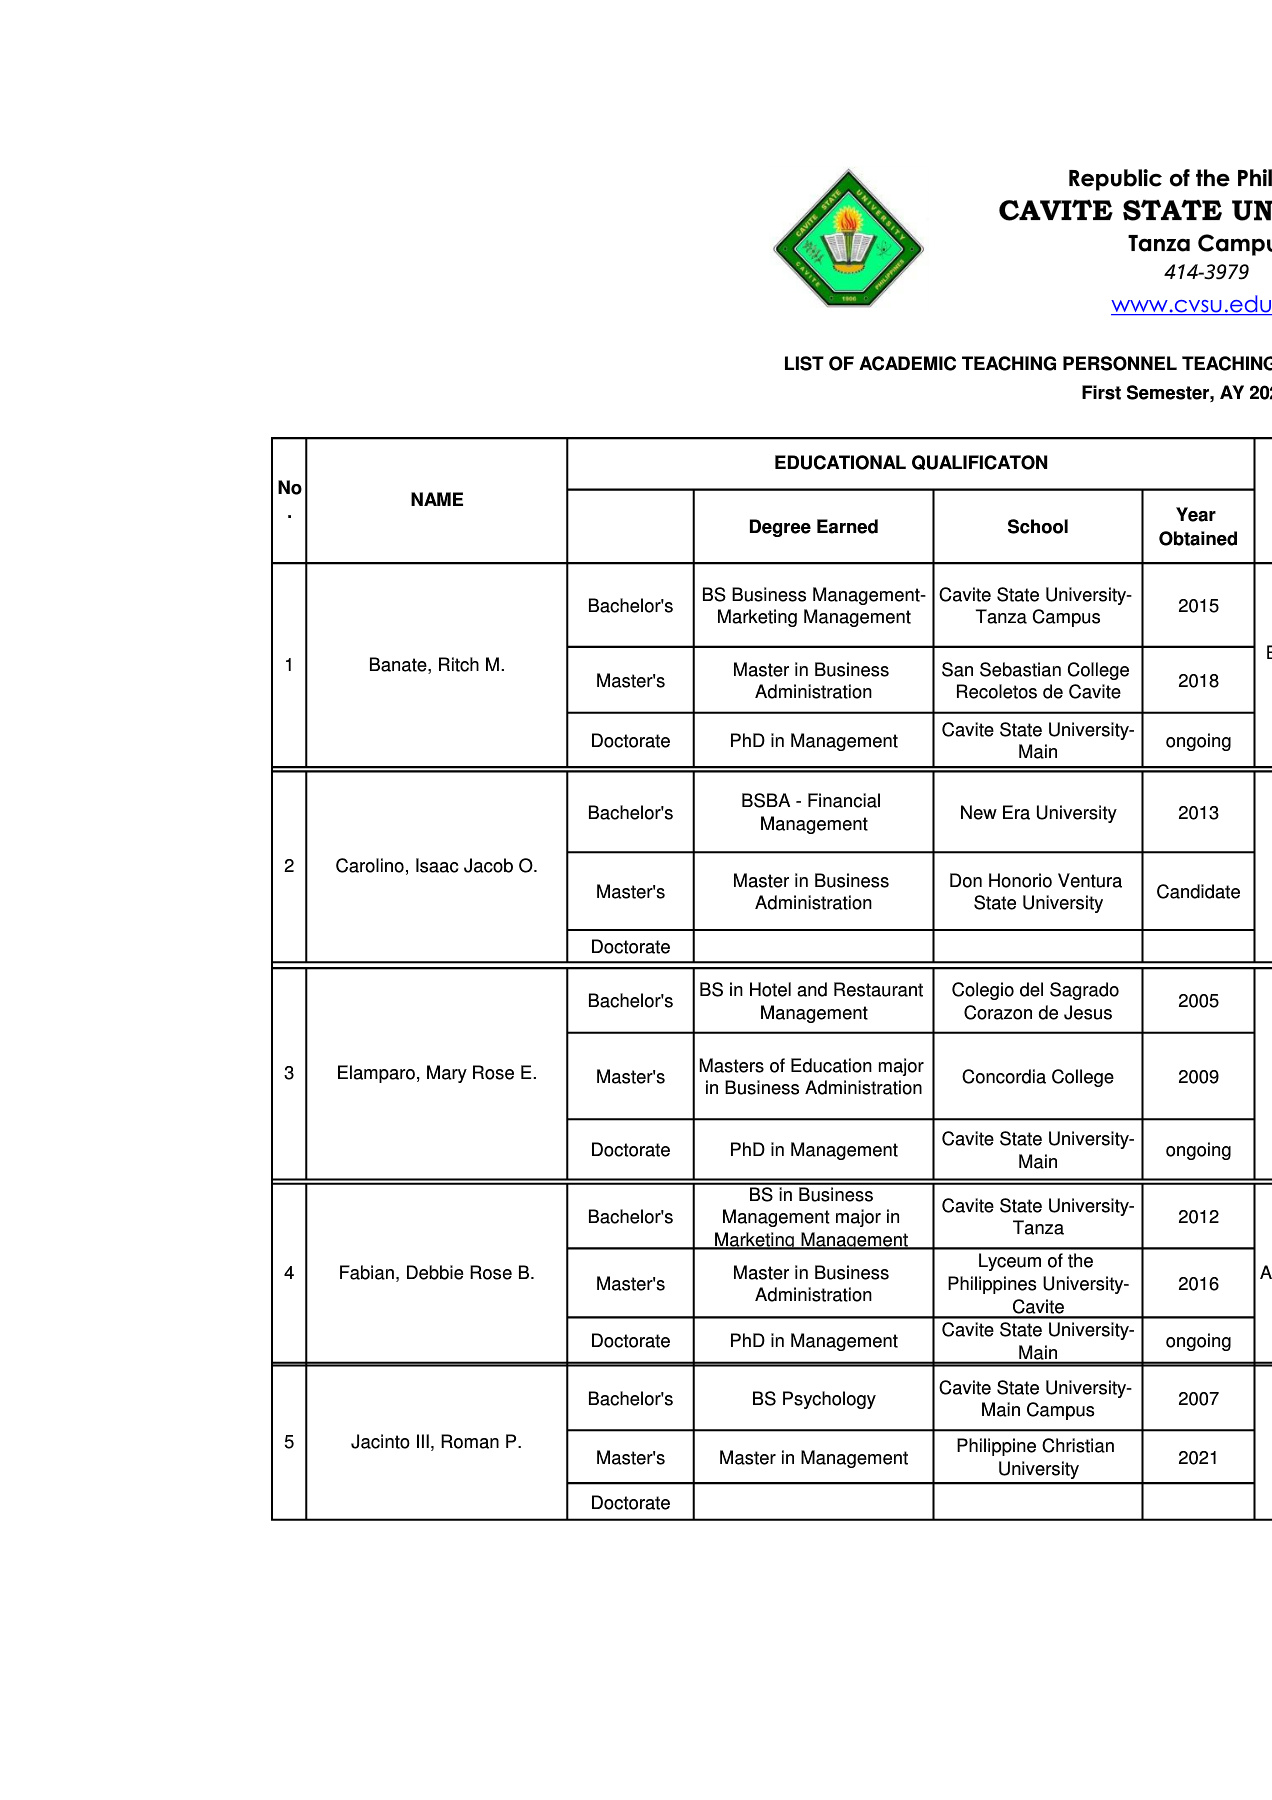 Republic of the Phil
CAVITE STATE UN
Tanza Campu
414-3979
www.cvsu.edu
CAVITE STATE UNIVERSITY
CAVITE PHILIPPINES
1906
LIST OF ACADEMIC TEACHING PERSONNEL TEACHING
First Semester, AY 202
No
.
NAME
EDUCATIONAL QUALIFICATON
Degree Earned
School
Year
Obtained
1
Banate, Ritch M.
Bachelor's
BS Business Management-
Marketing Management
Cavite State University-
Tanza Campus
2015
Master's
Master in Business
Administration
San Sebastian College
Recoletos de Cavite
2018
Doctorate
PhD in Management
Cavite State University-
Main
ongoing
2
Carolino, Isaac Jacob O.
Bachelor's
BSBA - Financial
Management
New Era University
2013
Master's
Master in Business
Administration
Don Honorio Ventura
State University
Candidate
Doctorate
3
Elamparo, Mary Rose E.
Bachelor's
BS in Hotel and Restaurant
Management
Colegio del Sagrado
Corazon de Jesus
2005
Master's
Masters of Education major
in Business Administration
Concordia College
2009
Doctorate
PhD in Management
Cavite State University-
Main
ongoing
4
Fabian, Debbie Rose B.
Bachelor's
BS in Business
Management major in
Marketing Management
Cavite State University-
Tanza
2012
Master's
Master in Business
Administration
Lyceum of the
Philippines University-
Cavite
2016
A
Doctorate
PhD in Management
Cavite State University-
Main
ongoing
5
Jacinto III, Roman P.
Bachelor's
BS Psychology
Cavite State University-
Main Campus
2007
Master's
Master in Management
Philippine Christian
University
2021
Doctorate